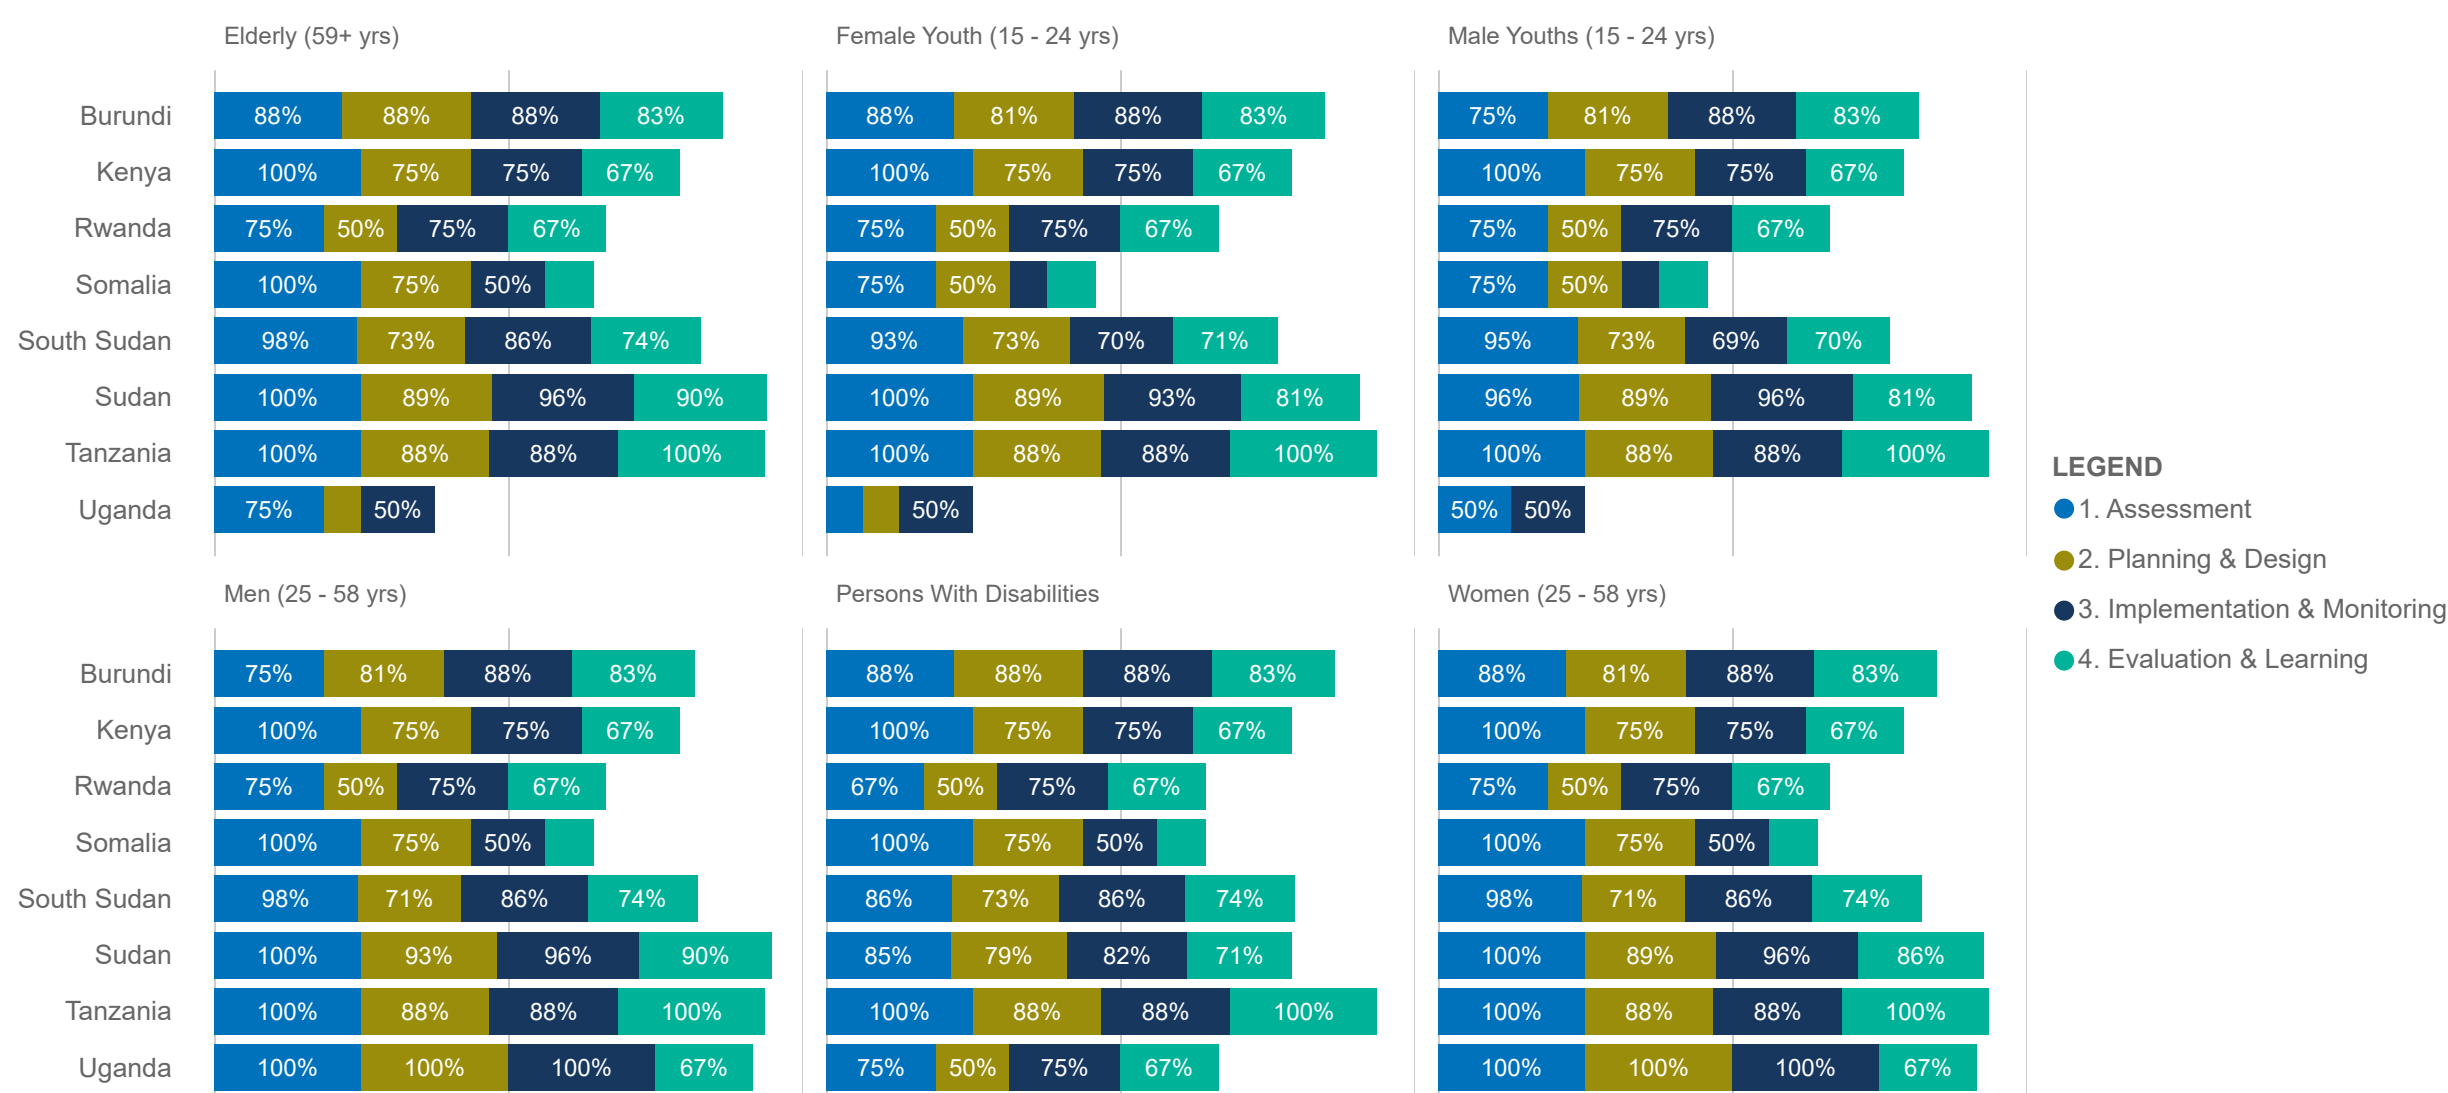 Elderly (59+ yrs) Female Youth (15 - 24 yrs) Male Youths (15 - 24 yrs)
Burundi 88% 88% 88% 83% 88% 81% 88% 83% 75% 81% 88% 83%
Kenya 100% 75% 75% 67% 100% 75% 75% 67% 100% 75% 75% 67%
Rwanda 75% 50% 75% 67% 75% 50% 75% 67% 75% 50% 75% 67%
Somalia 100% 75% 50% 75% 50% 75% 50%
South Sudan 98% 73% 86% 74% 93% 73% 70% 71% 95% 73% 69% 70%
Sudan 100% 89% 96% 90% 100% 89% 93% 81% 96% 89% 96% 81%
Tanzania 100% 88% 88% 100% 100% 88% 88% 100% 100% 88% 88% 100%
Uganda 75% 50% 50% 50% 50%
Men (25 - 58 yrs) Persons With Disabilities Women (25 - 58 yrs)
Burundi 75% 81% 88% 83% 88% 88% 88% 83% 88% 81% 88% 83%
Kenya 100% 75% 75% 67% 100% 75% 75% 67% 100% 75% 75% 67%
Rwanda 75% 50% 75% 67% 67% 50% 75% 67% 75% 50% 75% 67%
Somalia 100% 75% 50% 100% 75% 50% 100% 75% 50%
South Sudan 98% 71% 86% 74% 86% 73% 86% 74% 98% 71% 86% 74%
Sudan 100% 93% 96% 90% 85% 79% 82% 71% 100% 89% 96% 86%
Tanzania 100% 88% 88% 100% 100% 88% 88% 100% 100% 88% 88% 100%
Uganda 100% 100% 100% 67% 75% 50% 75% 67% 100% 100% 100% 67%
LEGEND
1. Assessment
2. Planning & Design
3. Implementation & Monitoring
4. Evaluation & Learning